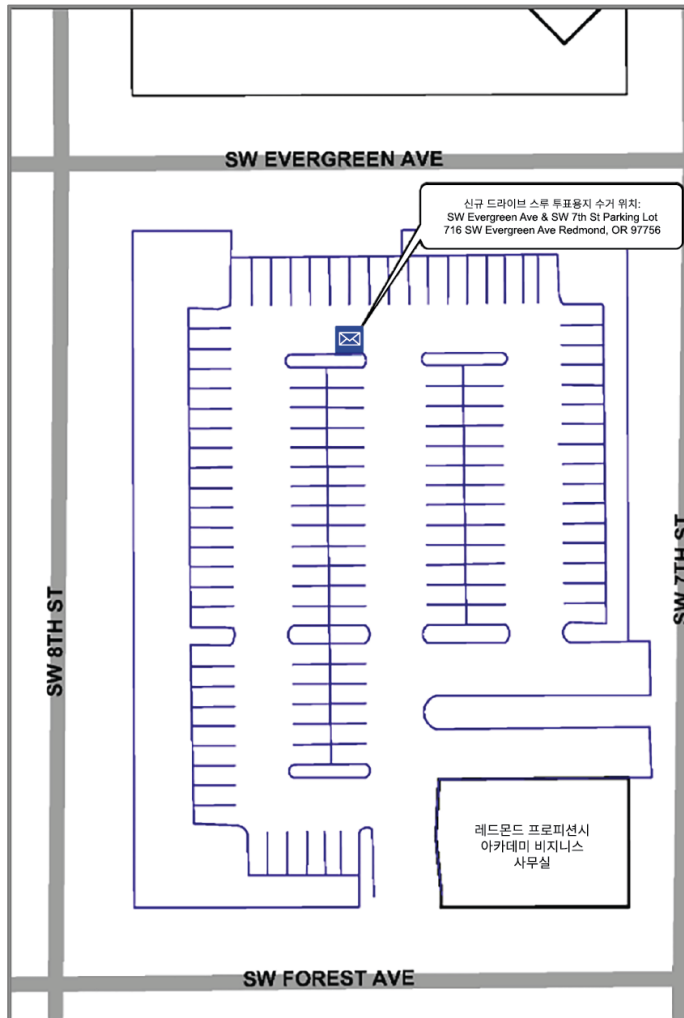 SW EVERGREEN AVE
신규 드라이브 스루 투표용지 수거 위치:
SW Evergreen Ave & SW 7th St Parking Lot
716 SW Evergreen Ave Redmond, OR 97756
SW 8TH ST
SW 7TH ST
레드몬드 프로피션시
아카데미 비지니스
사무실
SW FOREST AVE